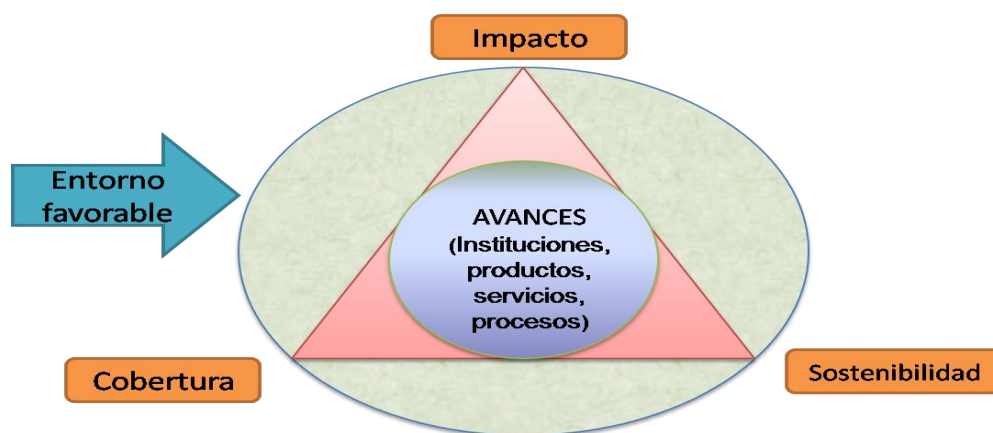 Impacto
Entorno
favorable
AVANCES
(Instituciones,
productos,
servicios,
procesos)
Cobertura
Sostenibilidad